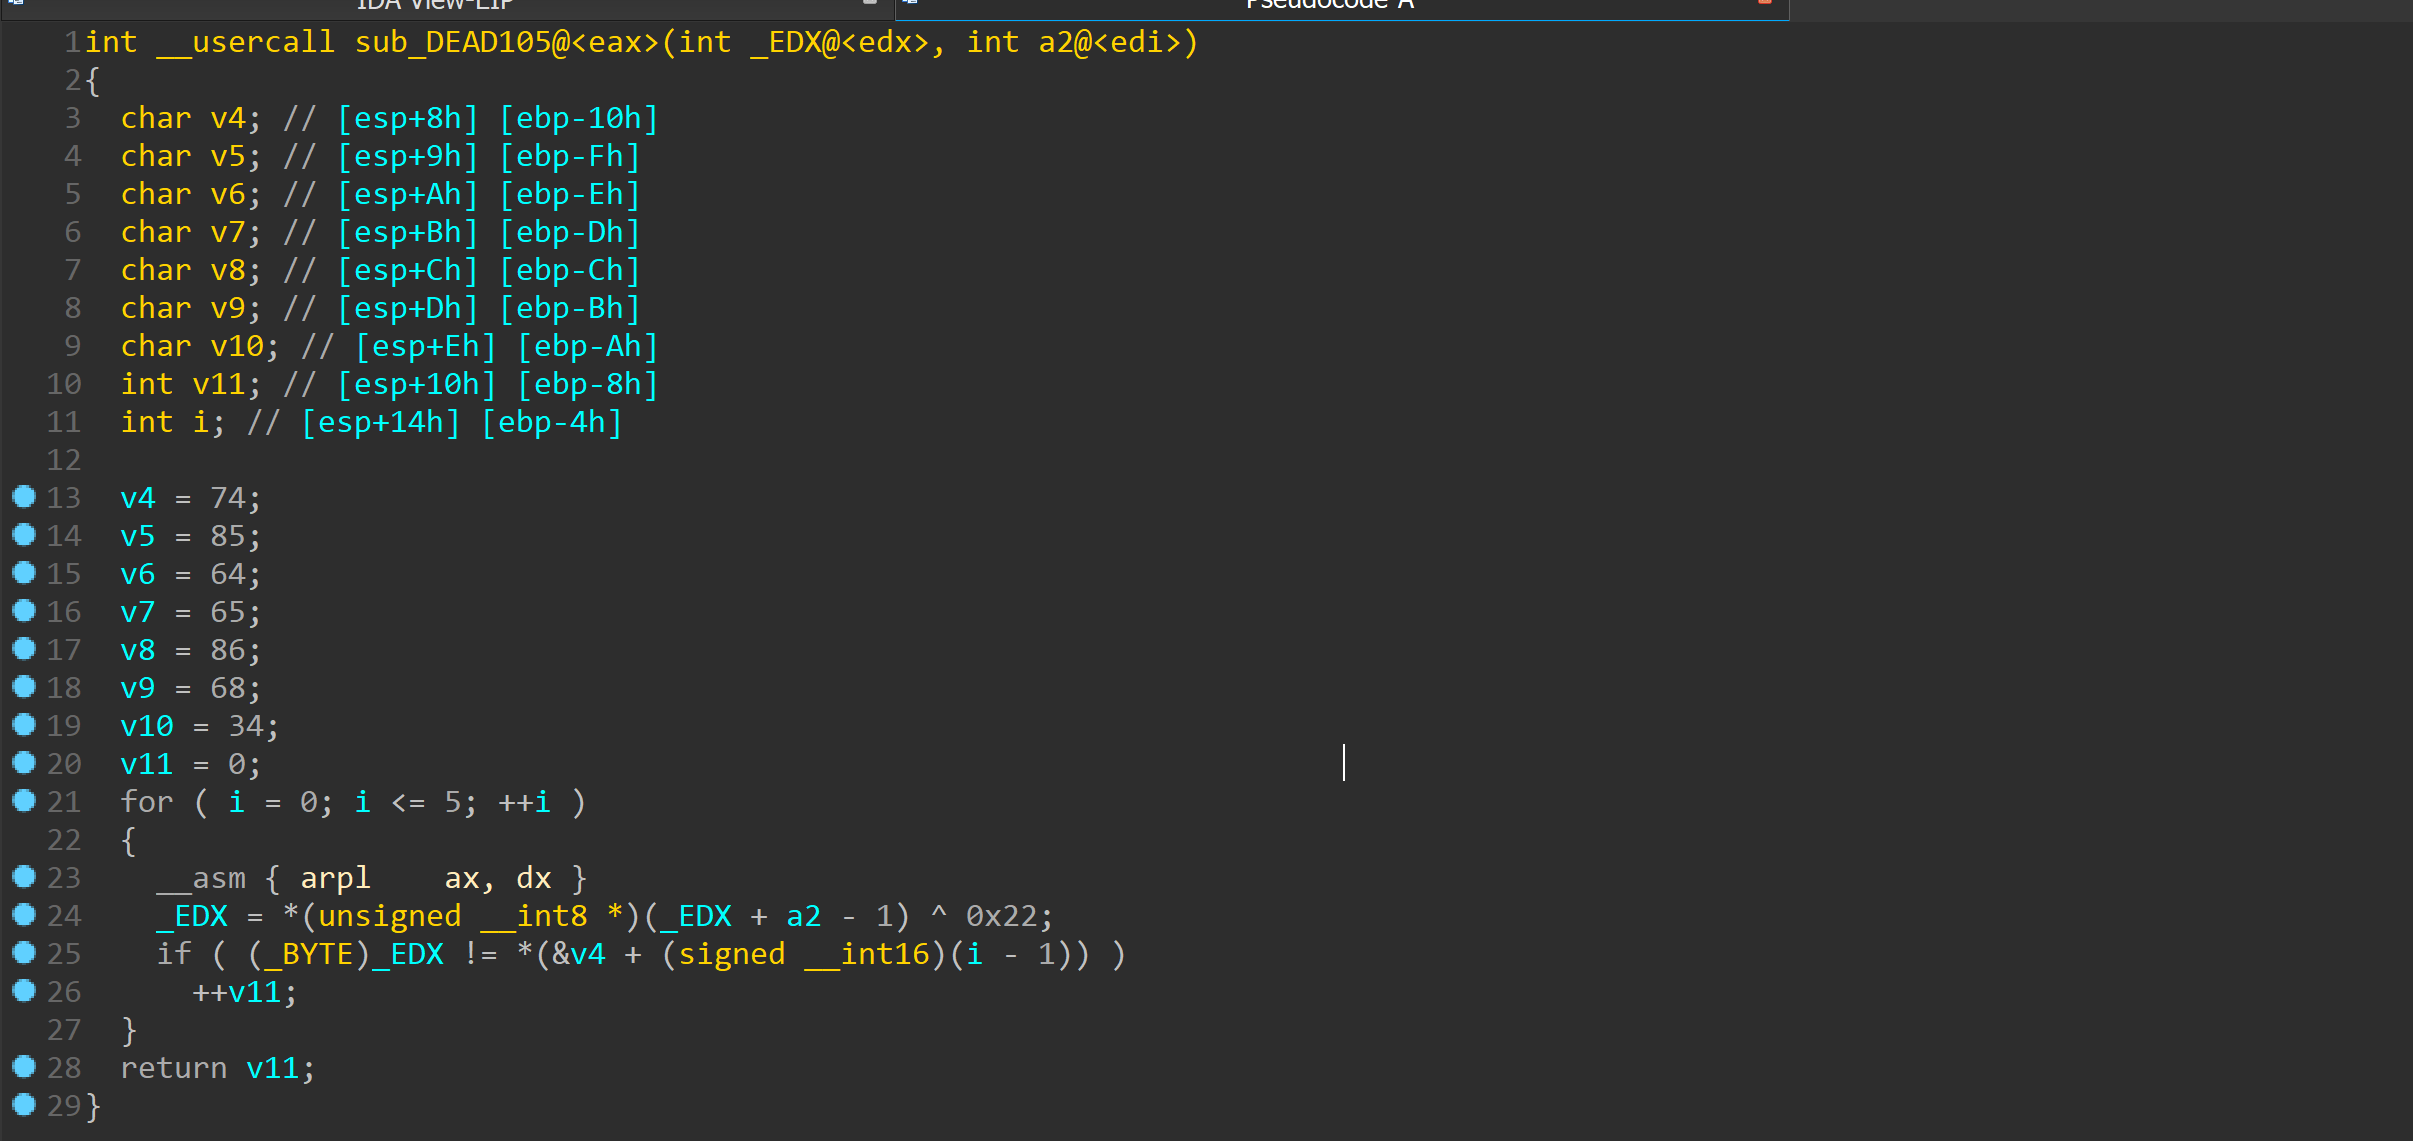 IDA View-EIP
Pseudocode A
1 int __usercall sub_DEAD105@<eax>(int _EDX@<edx>, int a2@<edi>)
2 {
3 char v4; // [esp+8h] [ebp-10h]
4 char v5; // [esp+9h] [ebp-Fh]
5 char v6; // [esp+Ah] [ebp-Eh]
6 char v7; // [esp+Bh] [ebp-Dh]
7 char v8; // [esp+Ch] [ebp-Ch]
8 char v9; // [esp+Dh] [ebp-Bh]
9 char v10; // [esp+Eh] [ebp-Ah]
10 int v11; // [esp+10h] [ebp-8h]
11 int i; // [esp+14h] [ebp-4h]
12
13 v4 = 74;
14 v5 = 85;
15 v6 = 64;
16 v7 = 65;
17 v8 = 86;
18 v9 = 68;
19 v10 = 34;
20 v11 = 0;
21 for ( i = 0; i <= 5; ++i )
22 {
23 __asm { arpl    ax, dx }
24 _EDX = *(unsigned __int8 *)(_EDX + a2 - 1) ^ 0x22;
25 if ( (_BYTE)_EDX != *(&v4 + (signed __int16)(i - 1)) )
26 ++v11;
27 }
28 return v11;
29 }